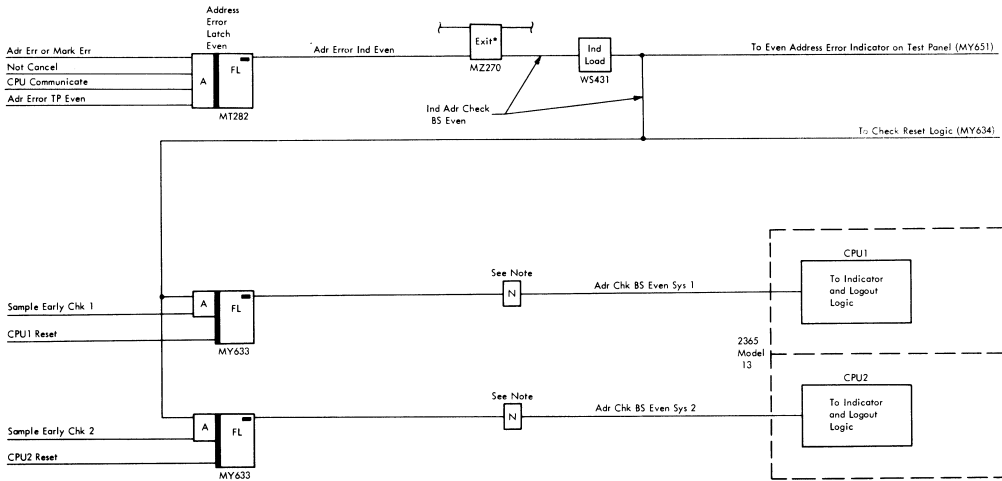 Address
Error
Latch
Even
Adr Err or Mark Err
Not Cancel
CPU Communicate
Adr Error TP Even
A
FL
MT282
Adr Error Ind Even
Exit*
MZ270
Ind
Load
WS431
Ind Adr Check
BS Even
To Even Address Error Indicator on Test Panel (MY651)
To Check Reset Logic (MY634)
Sample Early Chk 1
CPU1 Reset
A
FL
MY633
See Note
N
Adr Chk BS Even Sys 1
CPU1
To Indicator
and Logout
Logic
2365
Model
13
Sample Early Chk 2
CPU2 Reset
A
FL
MY633
See Note
N
Adr Chk BS Even Sys 2
CPU2
To Indicator
and Logout
Logic